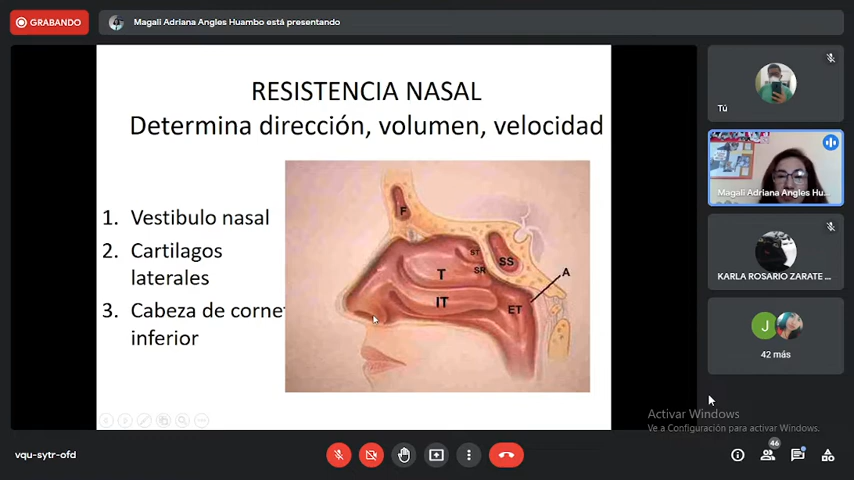 GRABANDO
Magali Adriana Angles Huambo está presentando
RESISTENCIA NASAL
Determina dirección, volumen, velocidad
1. Vestibulo nasal
2. Cartilagos
laterales
3. Cabeza de cornet
inferior
F
ST
SS
T
SR
A
IT
ET
Tú
Magali Adriana Angles Hu...
KARLA ROSARIO ZARATE ...
J
42 más
Activar Windows
Ve a Configuración para activar Windows.
vqu-sytr-ofd
46